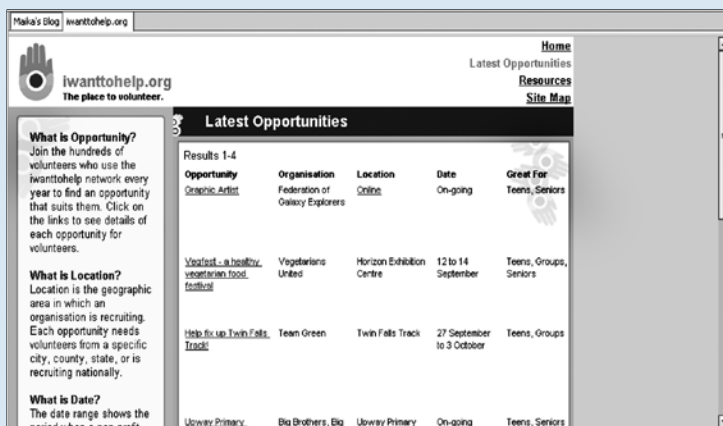 Maika's Blog
iwanttohelp.org
iwanttohelp.org
The place to volunteer.
Home
Latest Opportunities
Resources
Site Map
What is Opportunity?
Join the hundreds of
volunteers who use the
iwanttohelp network every
year to find an opportunity
that suits them. Click on
the links to see details of
each opportunity for
volunteers.
What is Location?
Location is the geographic
area in which an
organisation is recruiting.
Each opportunity needs
volunteers from a specific
city, county, state, or is
recruiting nationally.
What is Date?
The date range shows the
period when a non-profit
Latest Opportunities
Results 1-4
Opportunity Organisation Location Date Great For
Graphic Artist Federation of Online On-going Teens, Seniors
Galaxy Explorers
Vegfest - a healthy Vegetarians Horizon Exhibition 12 to 14 Teens, Groups,
vegetarian food United Centre September Seniors
festival
Help fix up Twin Falls Team Green Twin Falls Track 27 September Teens, Groups
Track! to 3 October
Upway Primary Big Brothers, Big Upway Primary On-going Teens, Seniors